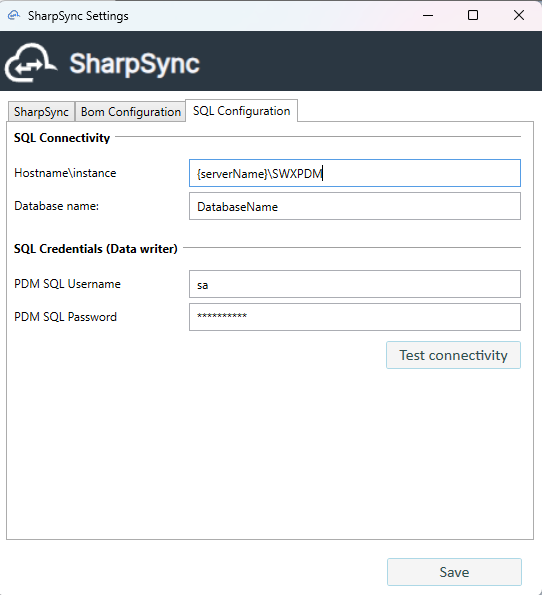 SharpSync Settings
SharpSync
SharpSync Bom Configuration SQL Configuration
SQL Connectivity
Hostname\instance {serverName}\SWXPDM
Database name: DatabaseName
SQL Credentials (Data writer)
PDM SQL Username sa
PDM SQL Password **********
Test connectivity
Save